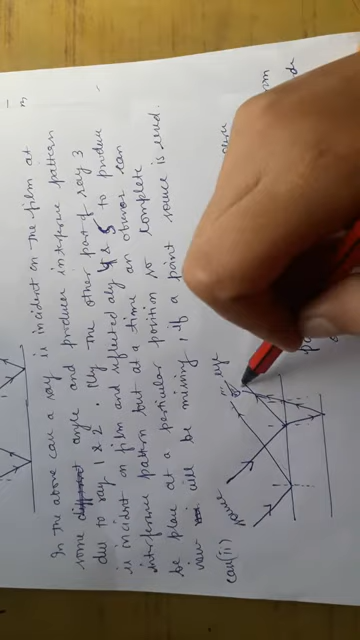 In the above case a ray is incident on the film at
some angle and produce interference pattern
due to ray 1 & 2. Illy the other part of ray 3
is incident on film and reflected aly 4 & 5 to produce
interference pattern but at a time an observer can
be place at a particular position so complete
view will be missing, if a point source is used.
case (ii)
eye